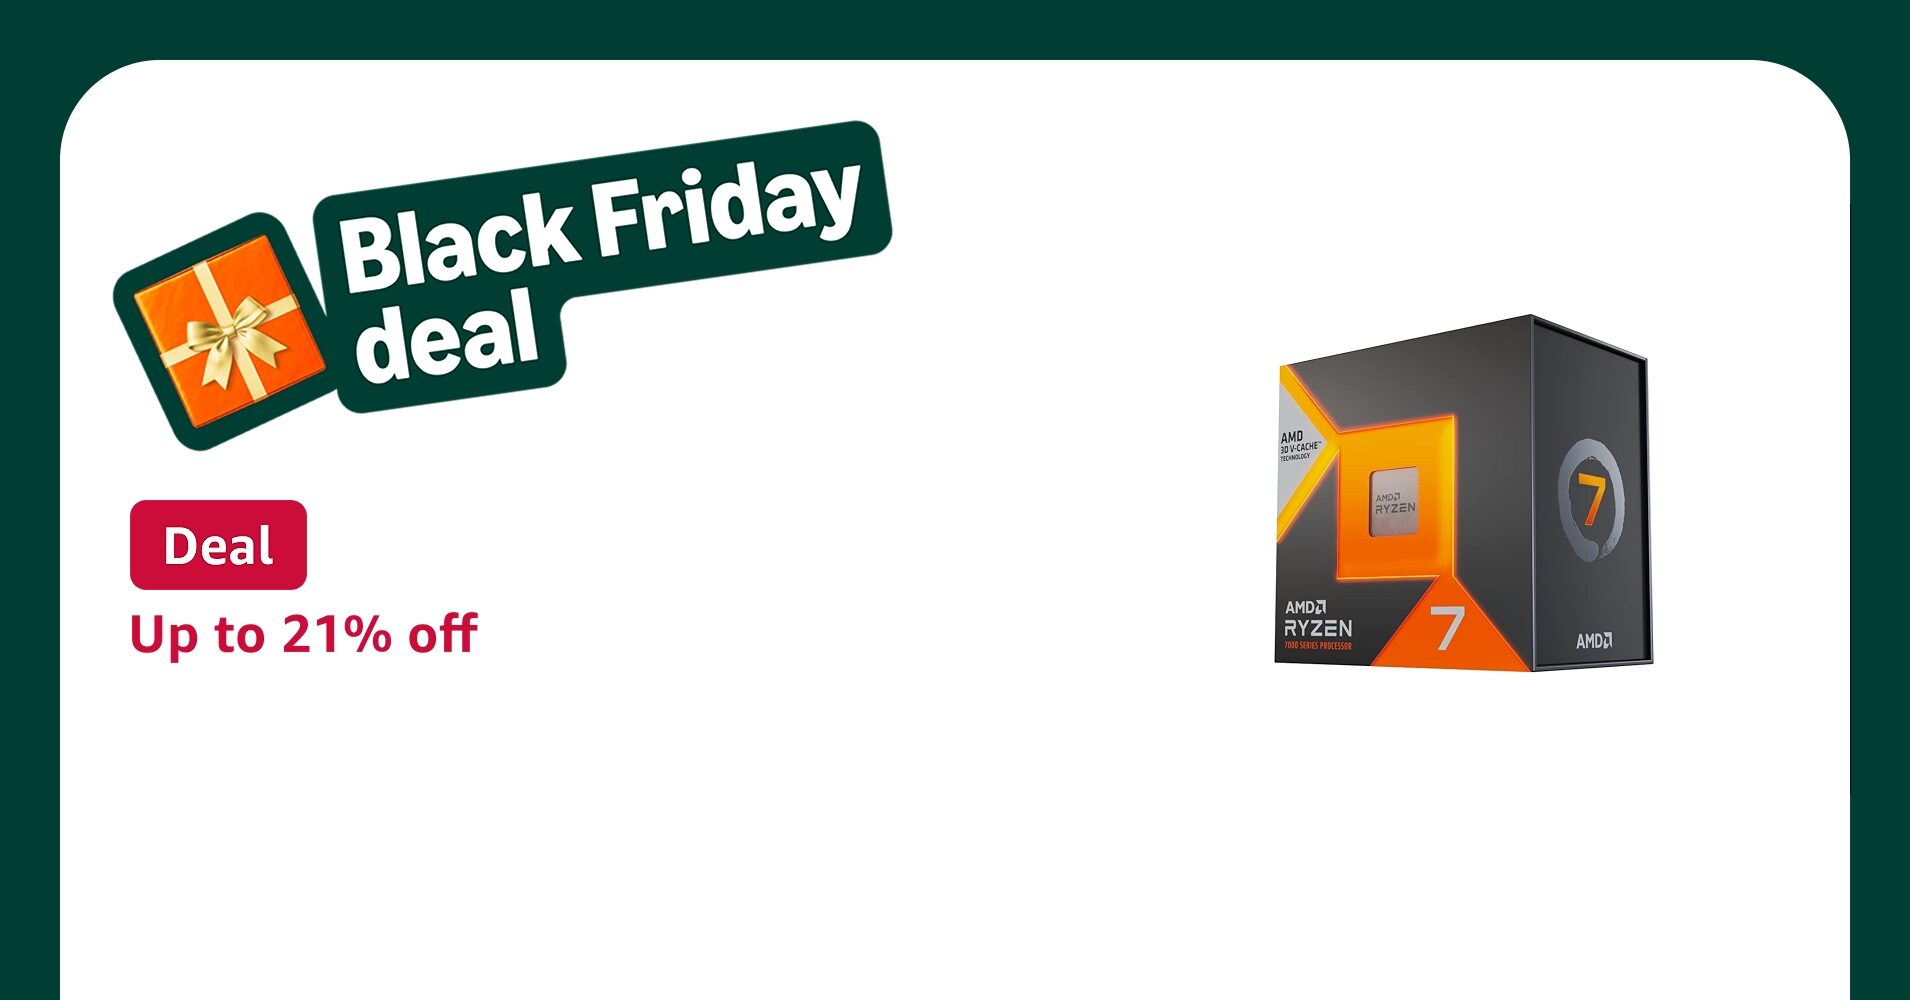 Black Friday
deal
Deal
Up to 21% off
AMD
3D V-CACHE™
TECHNOLOGY
AMD
RYZEN
AMD
RYZEN
7000 SERIES PROCESSOR
7
7
AMD